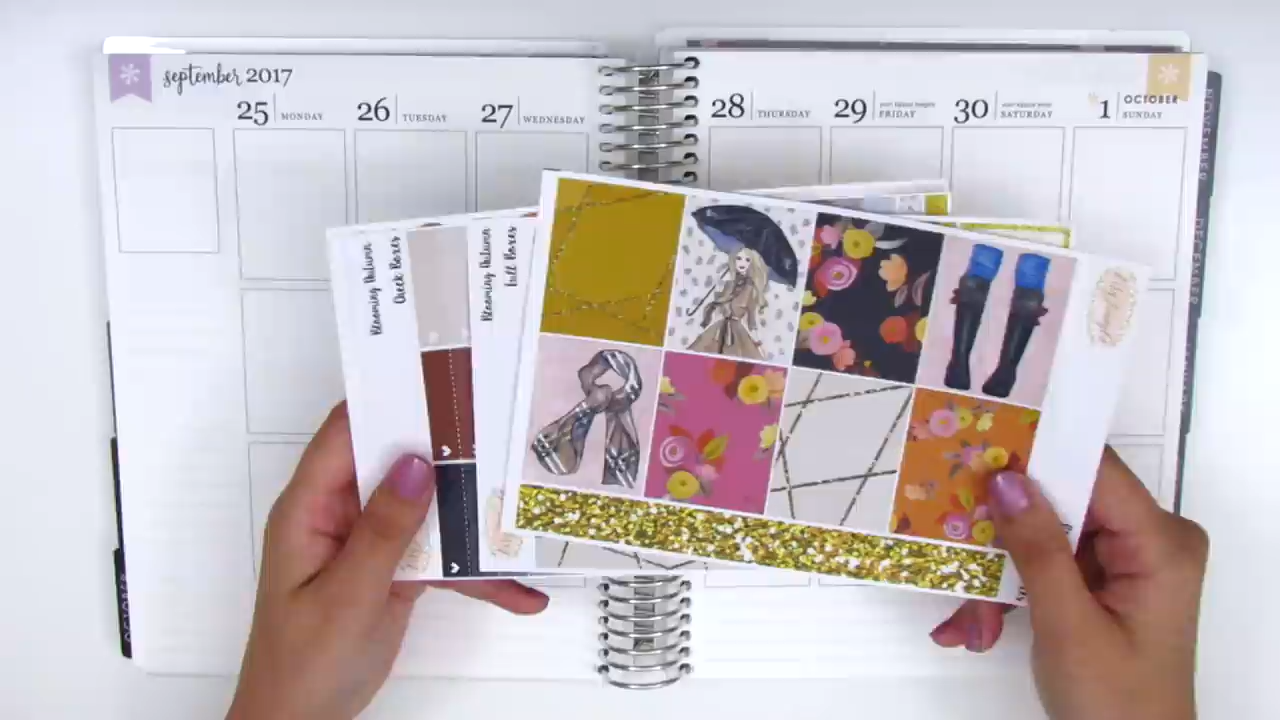 september 2017
25 MONDAY
26 TUESDAY
27 WEDNESDAY
28 THURSDAY
29 FRIDAY
30 SATURDAY
1 OCTOBER
SUNDAY
NOVEMBER
DECEMBER
Blooming Autumn
Check Boxes
Blooming Autumn
Full Boxes